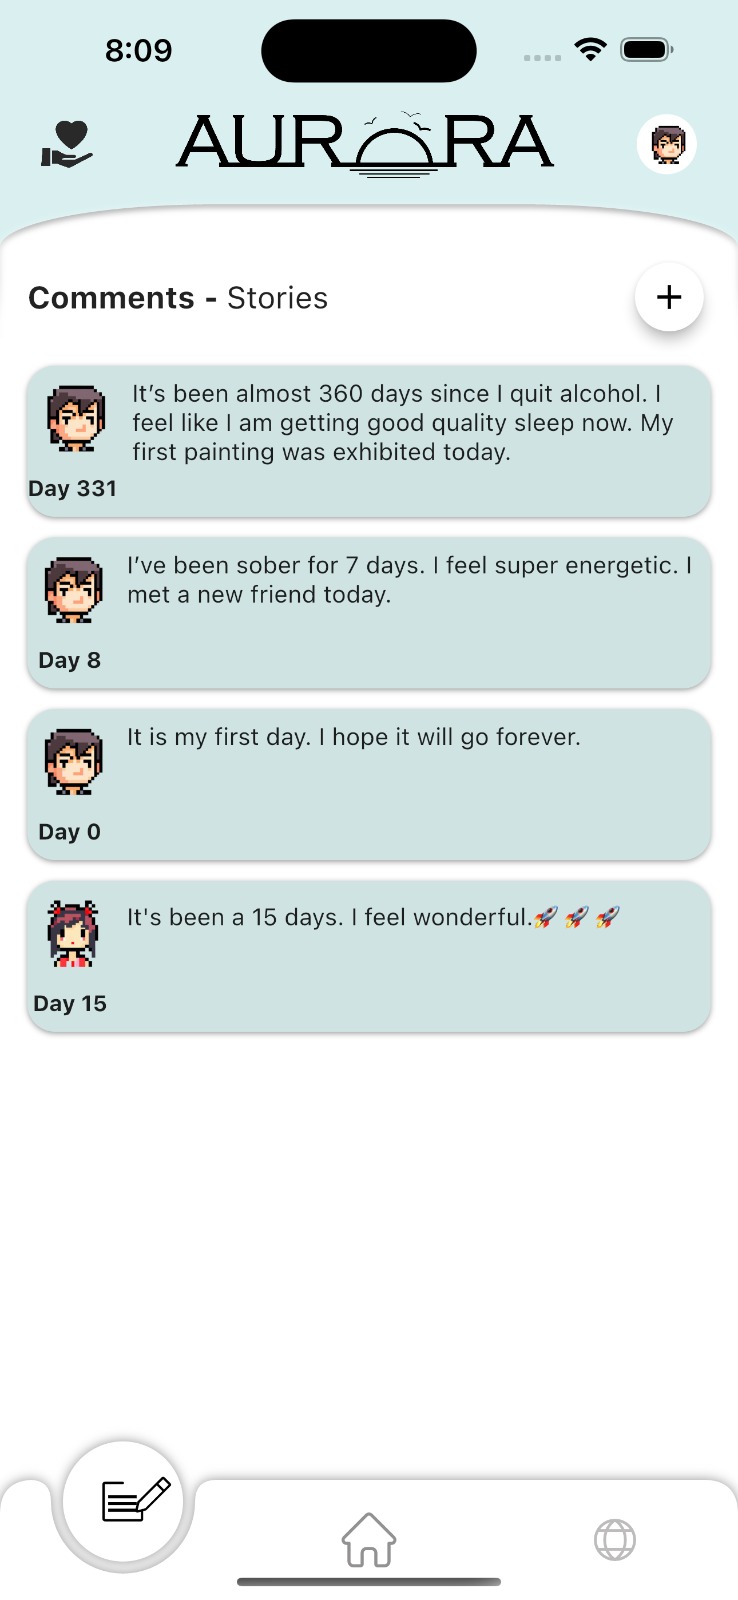 8:09
AURORA
Comments - Stories
It’s been almost 360 days since I quit alcohol. I
feel like I am getting good quality sleep now. My
first painting was exhibited today.
Day 331
I’ve been sober for 7 days. I feel super energetic. I
met a new friend today.
Day 8
It is my first day. I hope it will go forever.
Day 0
It's been a 15 days. I feel wonderful.🚀 🚀 🚀
Day 15